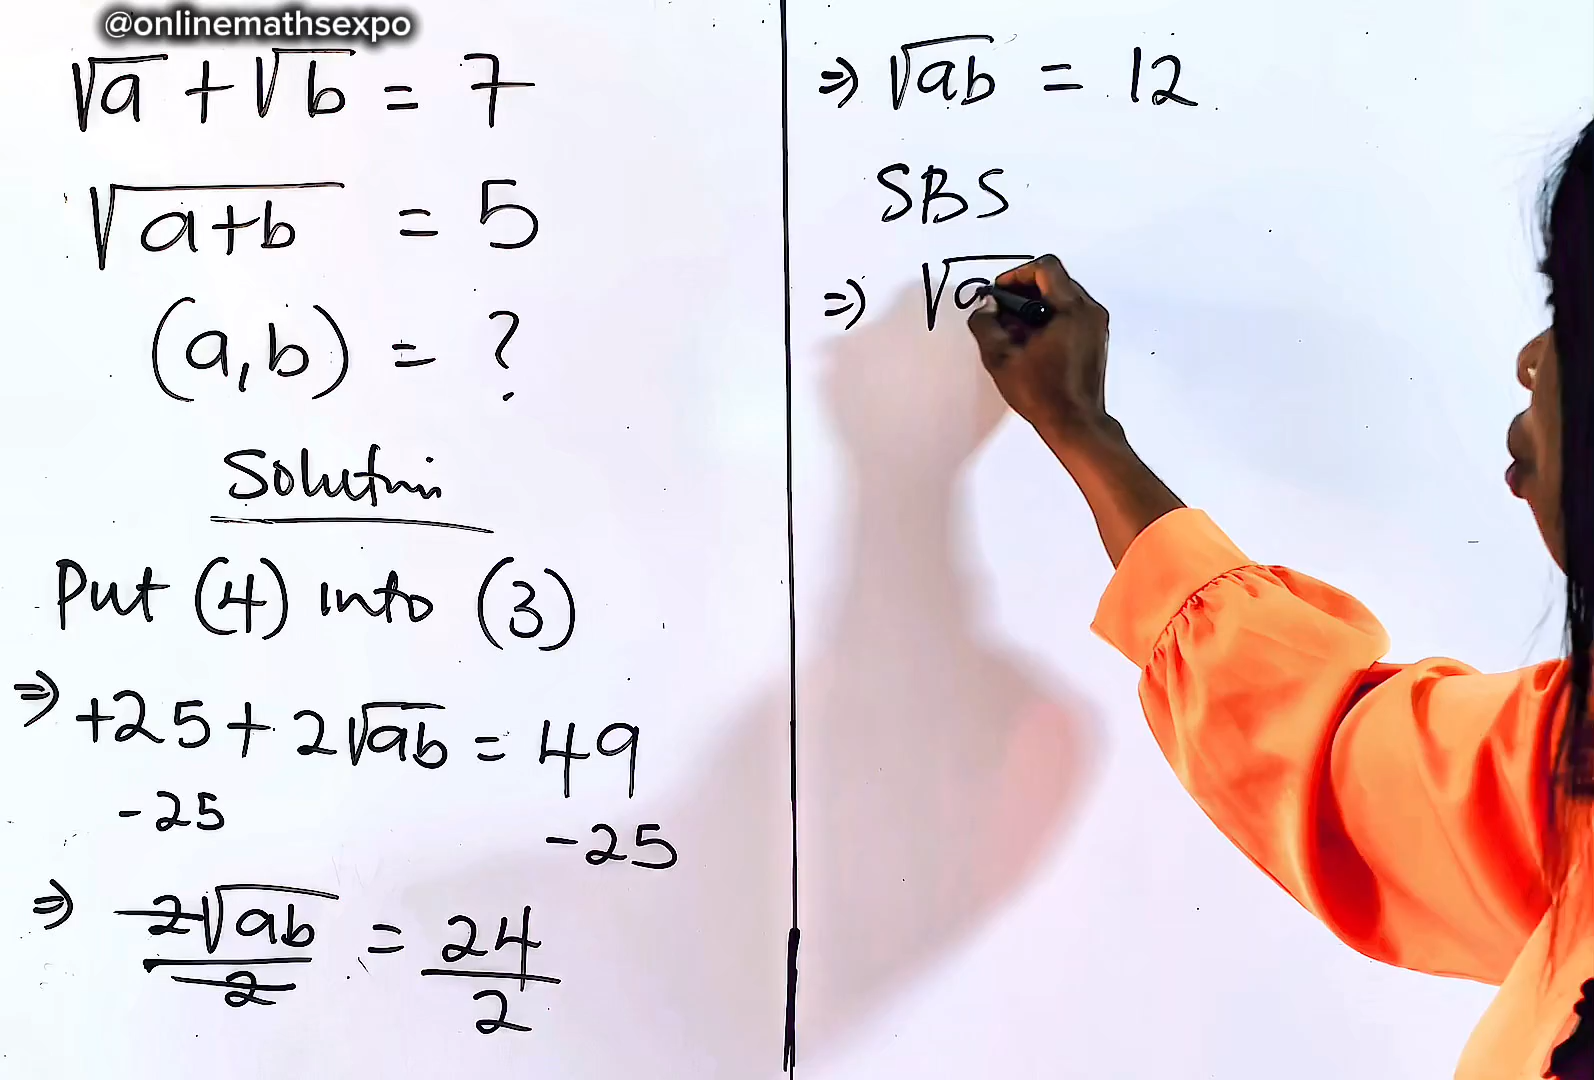 @onlinemathsexpo
√a + √b = 7
√(a+b) = 5
(a,b) = ?
Solution
Put (4) into (3)
⇒ +25 + 2√ab = 49
-25 -25
⇒ 2√ab/2 = 24/2
⇒ √ab = 12
SBS
⇒ √a